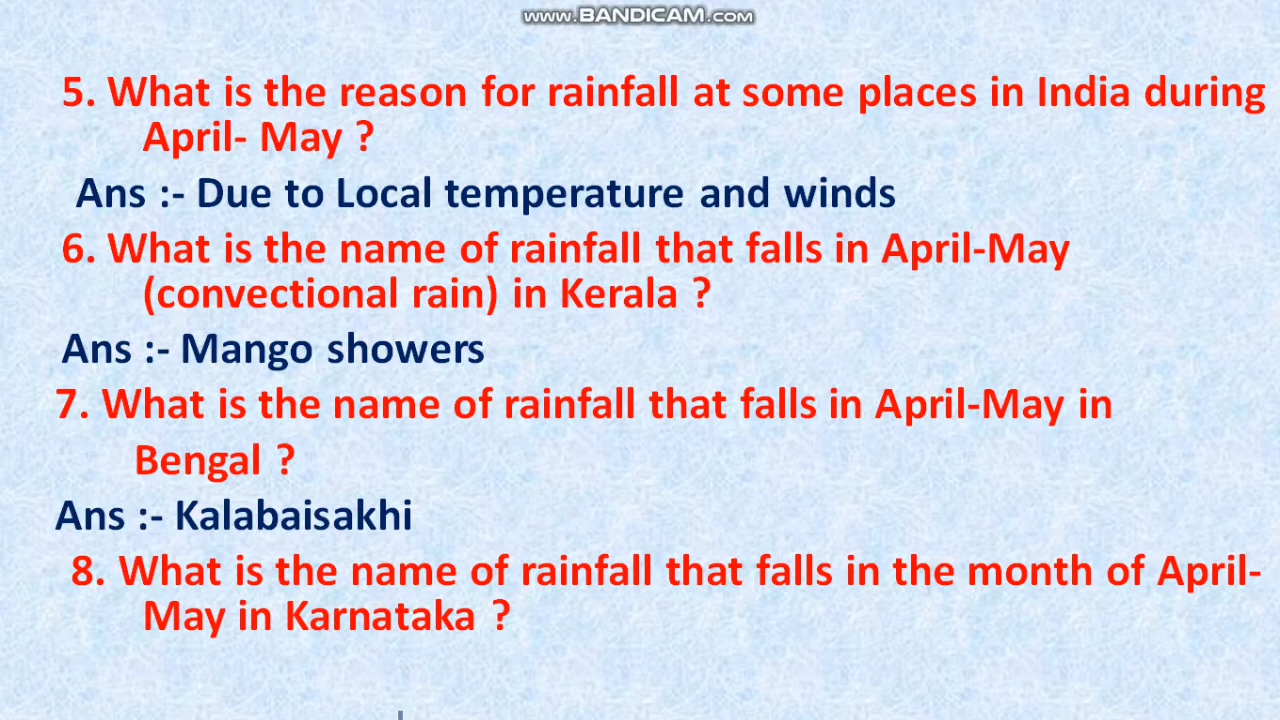 www.BANDICAM.com
5. What is the reason for rainfall at some places in India during
April- May ?
Ans :- Due to Local temperature and winds
6. What is the name of rainfall that falls in April-May
(convectional rain) in Kerala ?
Ans :- Mango showers
7. What is the name of rainfall that falls in April-May in
Bengal ?
Ans :- Kalabaisakhi
8. What is the name of rainfall that falls in the month of April-
May in Karnataka ?